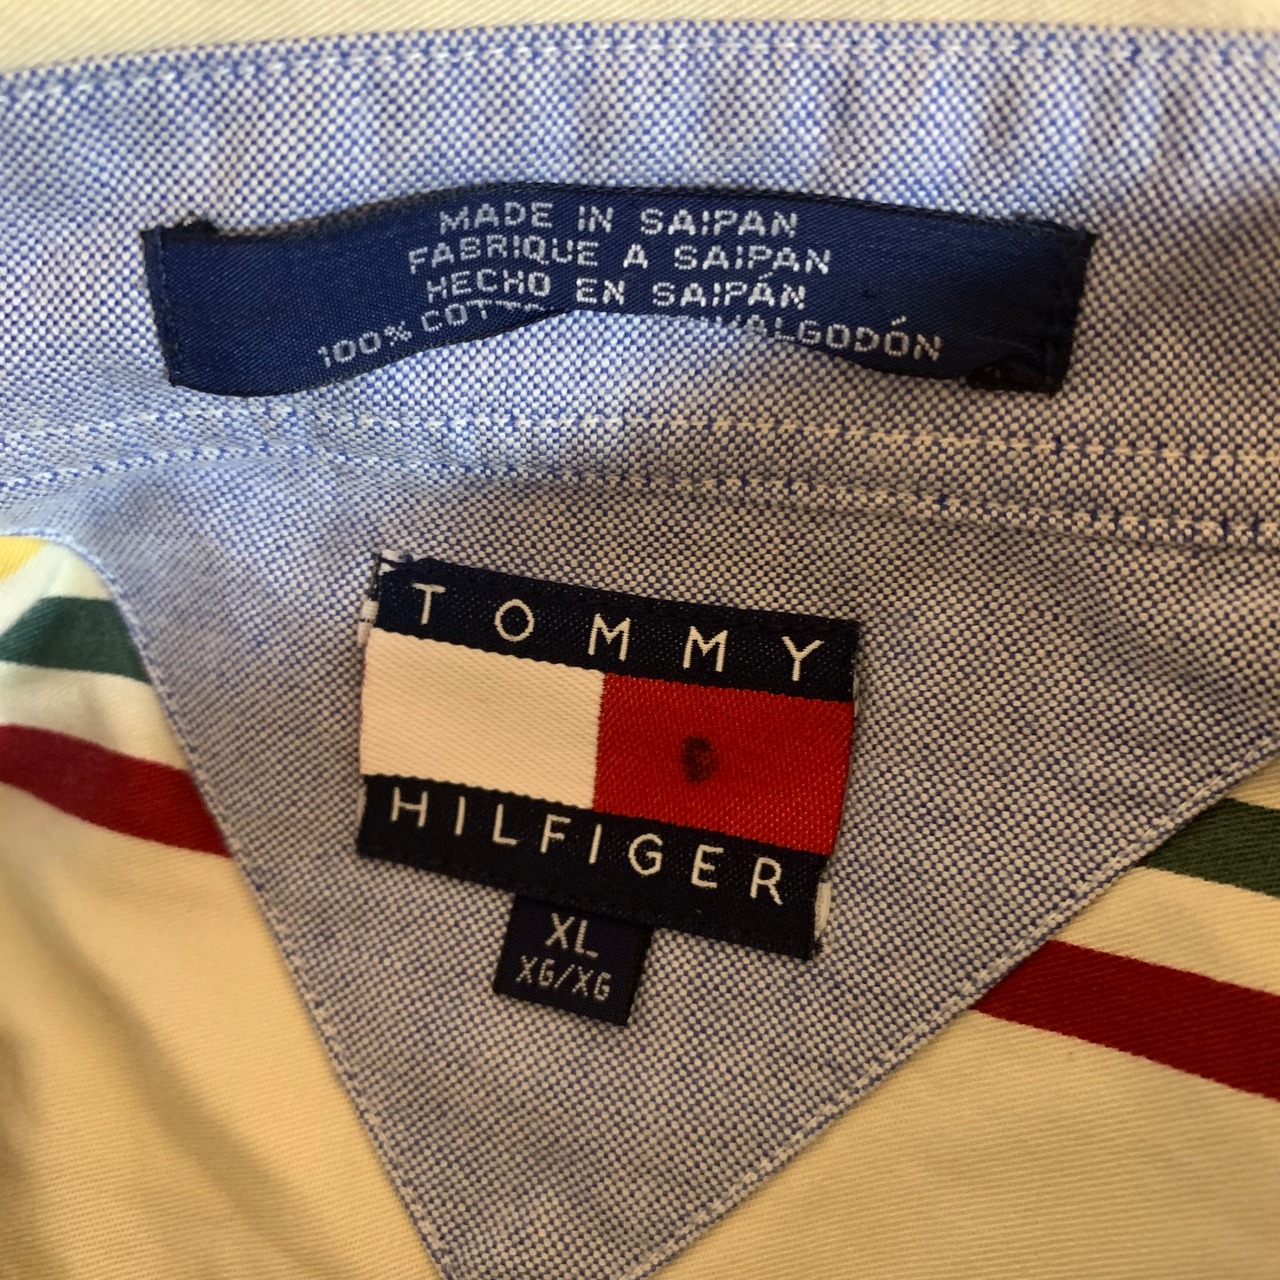 MADE IN SAIPAN
FABRIQUE A SAIPAN
HECHO EN SAIPÁN
100% COTT /ALGODÓN
TOMMY
HILFIGER
XL
XG/XG